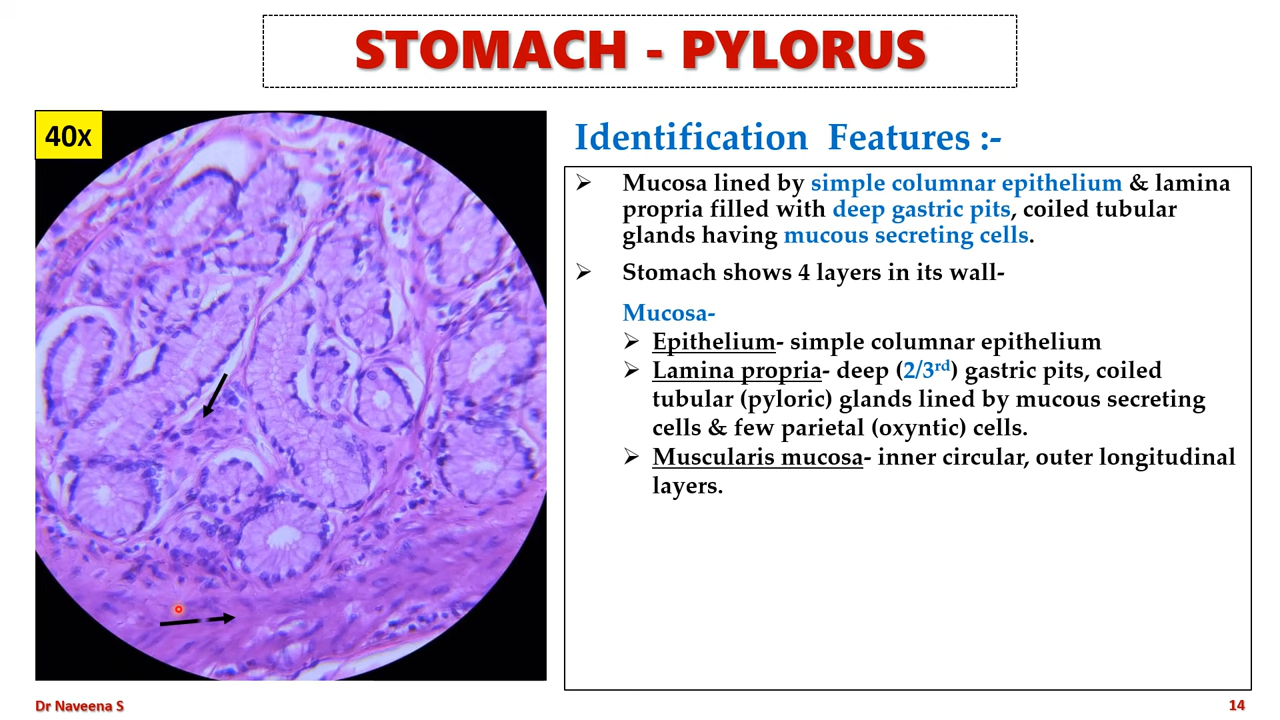 STOMACH - PYLORUS
40X
Identification Features :-
➢ Mucosa lined by simple columnar epithelium & lamina
propria filled with deep gastric pits, coiled tubular
glands having mucous secreting cells.
➢ Stomach shows 4 layers in its wall-
Mucosa-
➢ Epithelium- simple columnar epithelium
➢ Lamina propria- deep (2/3rd) gastric pits, coiled
tubular (pyloric) glands lined by mucous secreting
cells & few parietal (oxyntic) cells.
➢ Muscularis mucosa- inner circular, outer longitudinal
layers.
Dr Naveena S
14